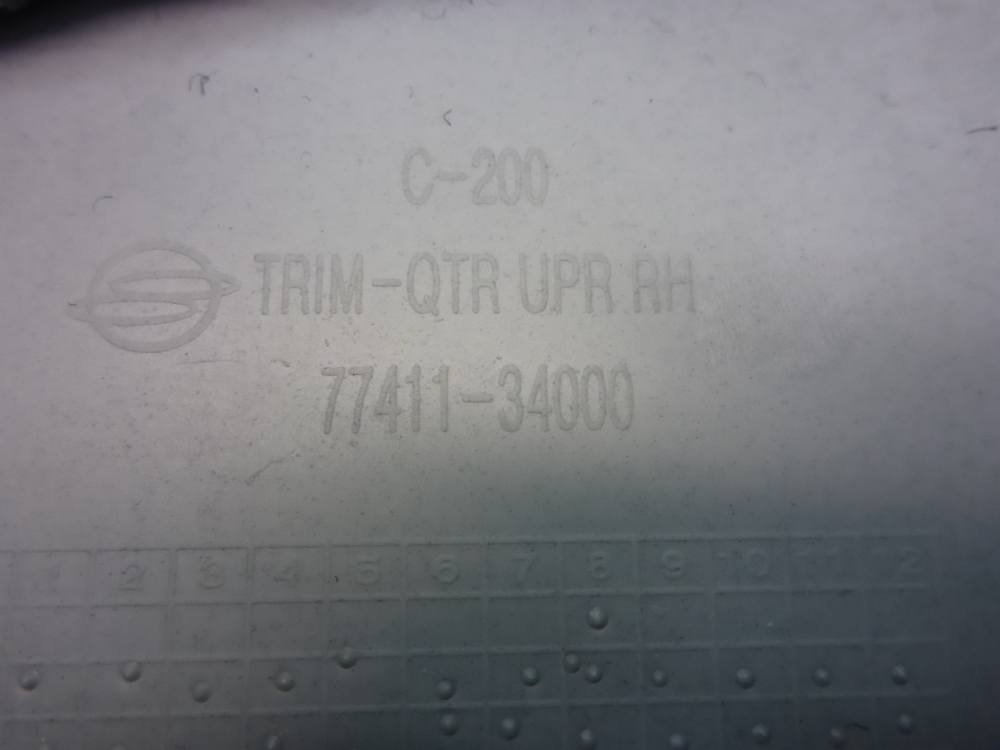 C-200
TRIM-QTR UPR RH
77411-34000
1 2 3 4 5 6 7 8 9 10 11 12